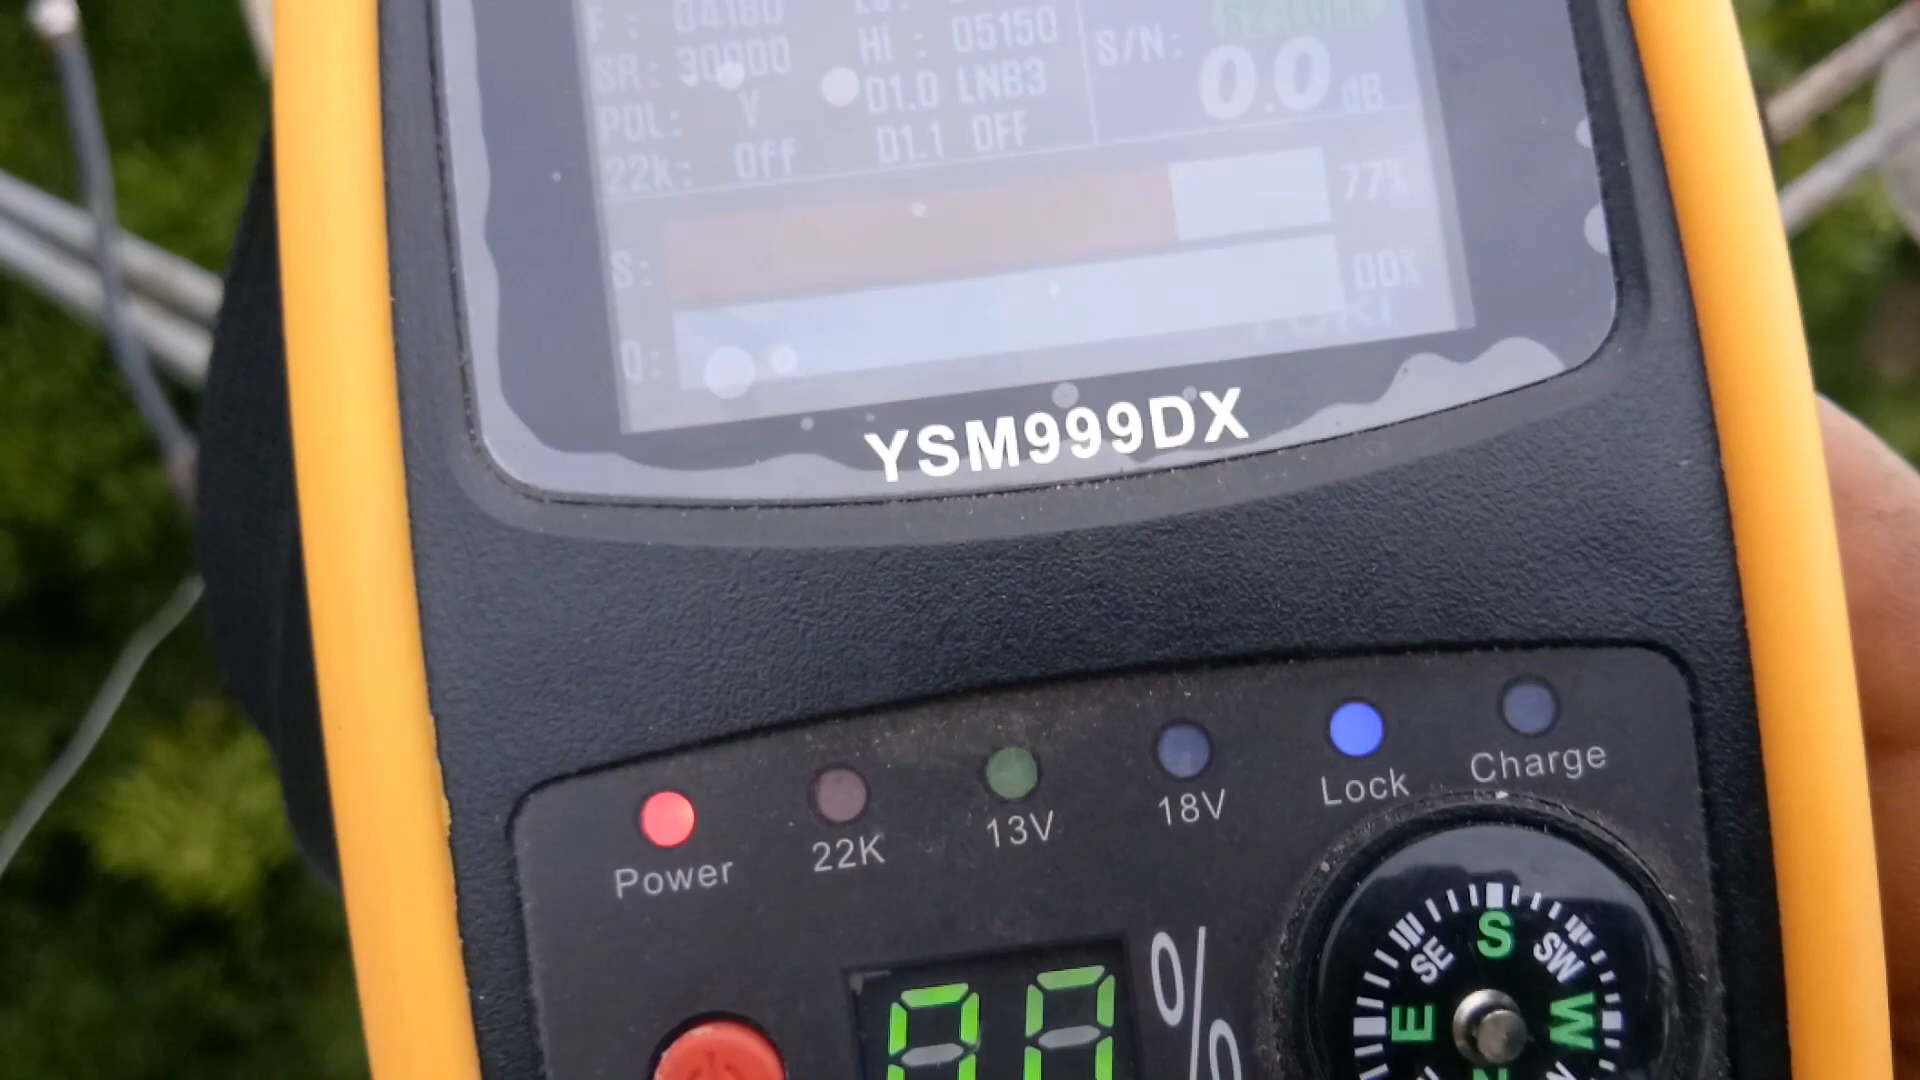 F: 04180
SR: 30000
POL: V
22k: Off
Hi : 05150
D1.0 LNB3
D1.1 OFF
S/N:
0.0 dB
S: 77%
Q: 00%
YSM999DX
Power
22K
13V
18V
Lock
Charge
00
%
S
SE
SW
E
W